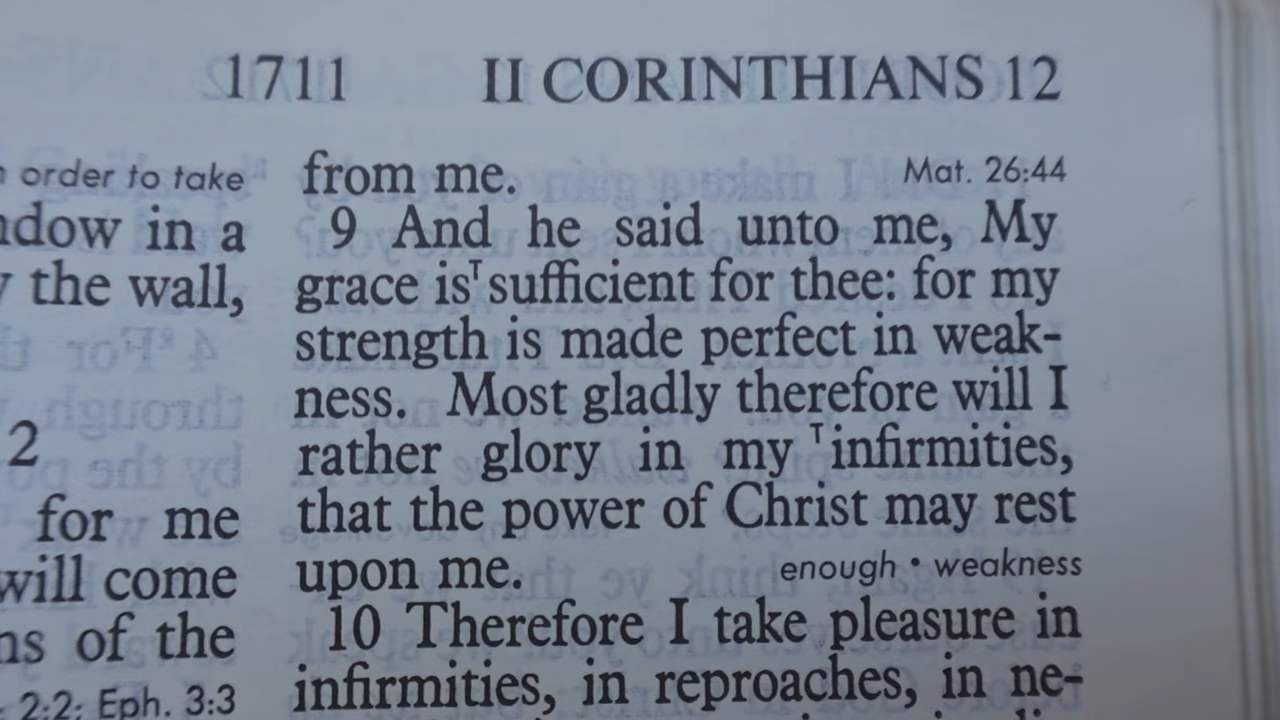 1711 II CORINTHIANS 12
order to take
in a
the wall,
2
for me
will come
of the
2:2; Eph. 3:3
from me. Mat. 26:44
9 And he said unto me, My
grace is ᵀsufficient for thee: for my
strength is made perfect in weak-
ness. Most gladly therefore will I
rather glory in my ᵀinfirmities,
that the power of Christ may rest
upon me. enough • weakness
10 Therefore I take pleasure in
infirmities, in reproaches, in ne-